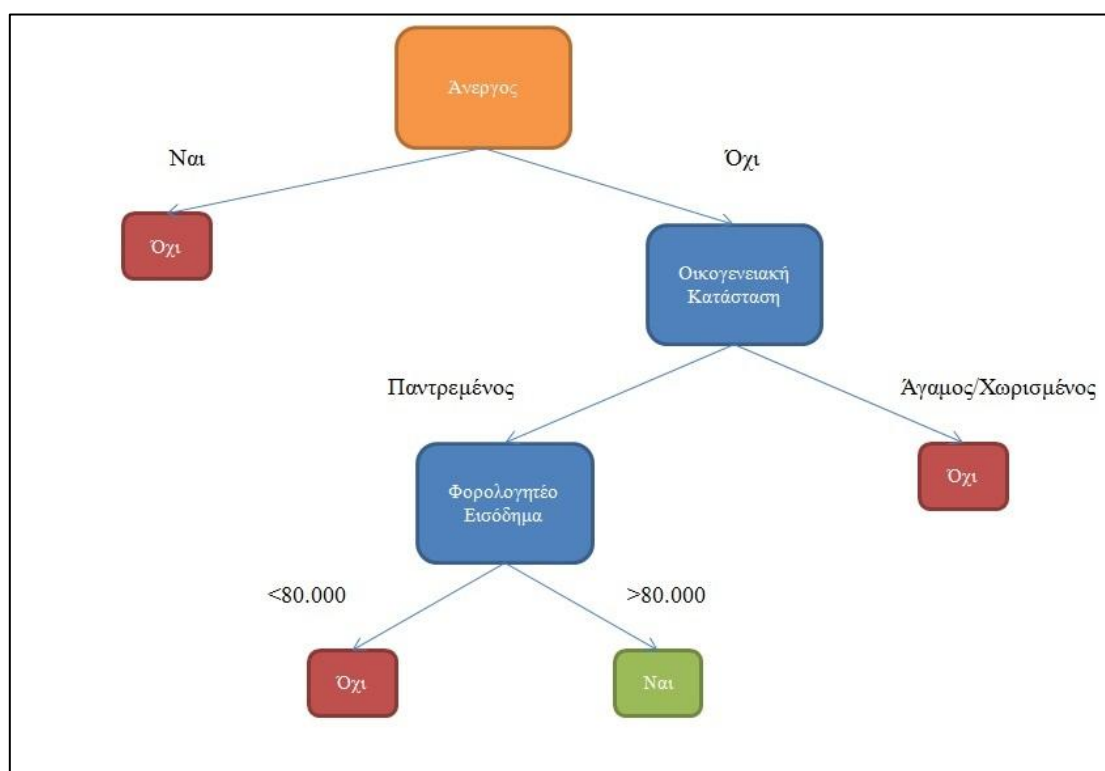 Άνεργος
Ναι
Όχι
Όχι
Οικογενειακή
Κατάσταση
Παντρεμένος
Άγαμος/Χωρισμένος
Όχι
Φορολογητέο
Εισόδημα
<80.000
>80.000
Όχι
Ναι